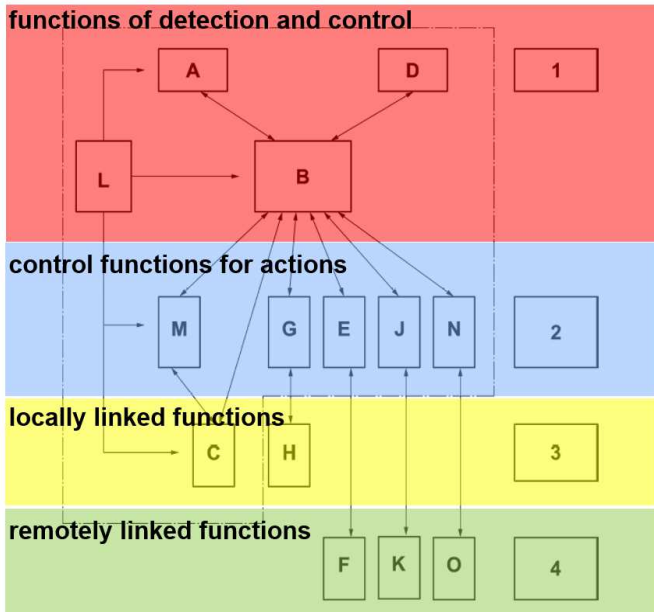 functions of detection and control
A D 1
L B
control functions for actions
M G E J N 2
locally linked functions
C H 3
remotely linked functions
F K O 4